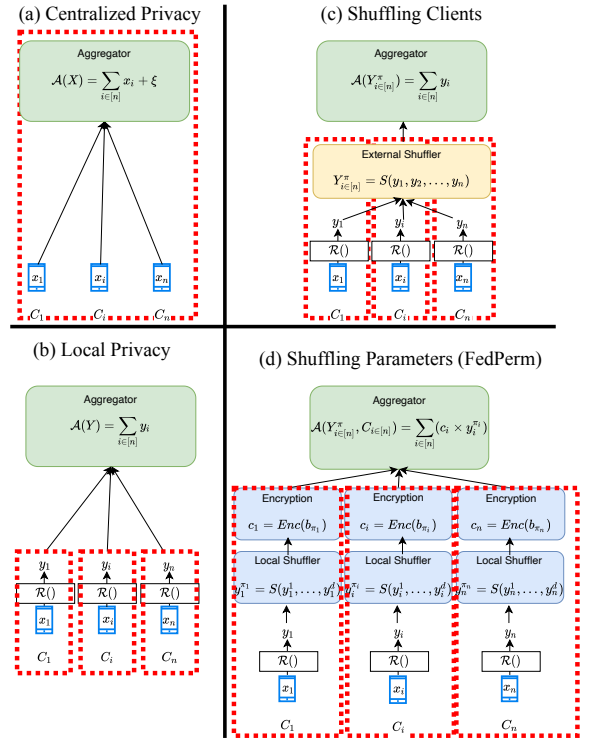 (a) Centralized Privacy
Aggregator
𝒜(X) = ∑_{i∈[n]} x_i + ξ
x_1 x_i x_n
C_1 C_i C_n
(b) Local Privacy
Aggregator
𝒜(Y) = ∑_{i∈[n]} y_i
y_1 y_i y_n
ℛ() ℛ() ℛ()
x_1 x_i x_n
C_1 C_i C_n
(c) Shuffling Clients
Aggregator
𝒜(Y^π_{i∈[n]}) = ∑_{i∈[n]} y_i
External Shuffler
Y^π_{i∈[n]} = S(y_1, y_2, . . . , y_n)
y_1 y_i y_n
ℛ() ℛ() ℛ()
x_1 x_i x_n
C_1 C_i C_n
(d) Shuffling Parameters (FedPerm)
Aggregator
𝒜(Y^π_{i∈[n]}, C_{i∈[n]}) = ∑_{i∈[n]} (c_i × y_i^{π_i})
Encryption Encryption Encryption
c_1 = Enc(b_{π_1}) c_i = Enc(b_{π_i}) c_n = Enc(b_{π_n})
Local Shuffler Local Shuffler Local Shuffler
y_1^{π_1} = S(y_1^1, . . . , y_1^d) y_i^{π_i} = S(y_i^1, . . . , y_i^d) y_n^{π_n} = S(y_n^1, . . . , y_n^d)
y_1 y_i y_n
ℛ() ℛ() ℛ()
x_1 x_i x_n
C_1 C_i C_n